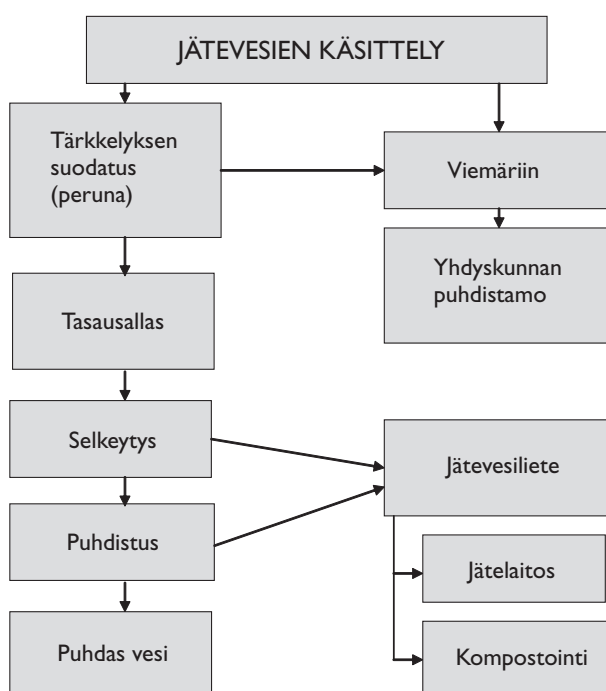 JÄTEVESIEN KÄSITTELY
Tärkkelyksen
suodatus
(peruna)
Viemäriin
Yhdyskunnan
puhdistamo
Tasausallas
Selkeytys
Jätevesiliete
Puhdistus
Jätelaitos
Puhdas vesi
Kompostointi